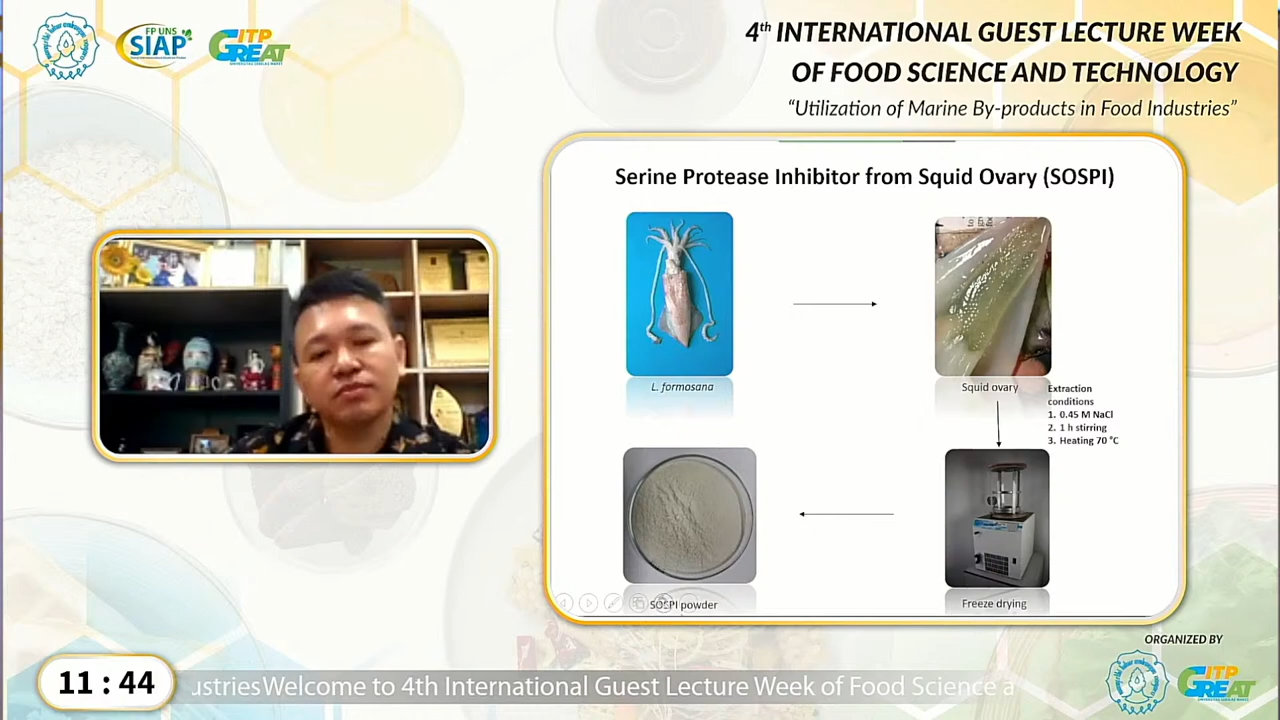 FP UNS
SIAP
ITP
GREAT
4th INTERNATIONAL GUEST LECTURE WEEK
OF FOOD SCIENCE AND TECHNOLOGY
“Utilization of Marine By-products in Food Industries”
Serine Protease Inhibitor from Squid Ovary (SOSPI)
L. formosana
Squid ovary
Extraction
conditions
1. 0.45 M NaCl
2. 1 h stirring
3. Heating 70 °C
SOSPI powder
Freeze drying
ORGANIZED BY
ITP
GREAT
11 : 44
ustriesWelcome to 4th International Guest Lecture Week of Food Science a